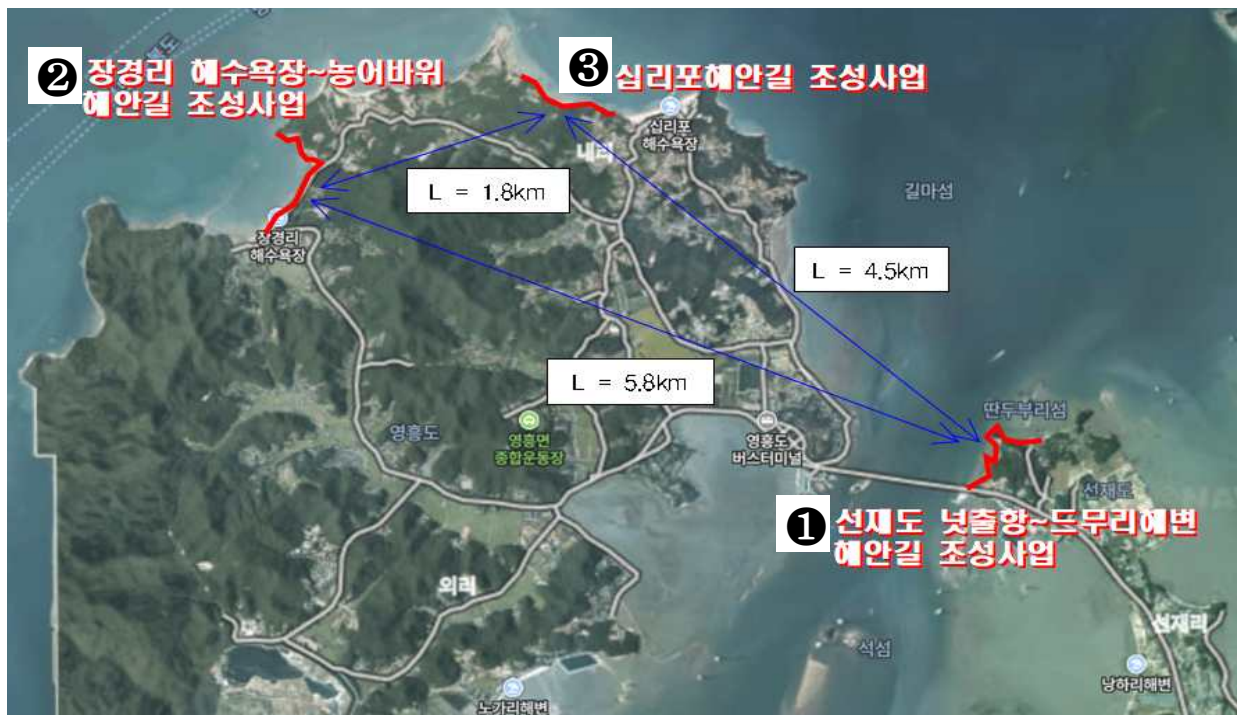 ❷ 장경리 해수욕장~농어바위
해안길 조성사업
❸ 십리포해안길 조성사업
십리포
해수욕장
내리
길마섬
L = 1.8km
장경리
해수욕장
L = 4.5km
L = 5.8km
딴두부리섬
영흥도
영흥면
종합운동장
영흥도
버스터미널
선재도
❶ 선재도 넛출항~드무리해변
해안길 조성사업
외리
선재리
석섬
낭하리해변
노가리해변